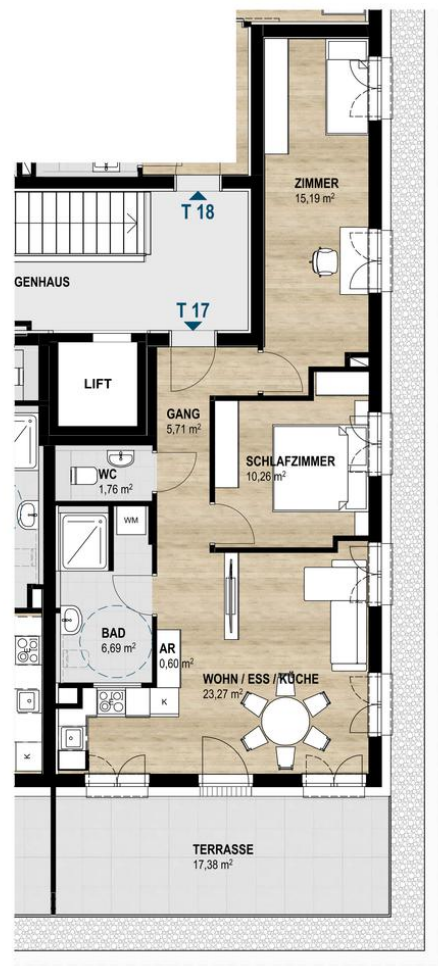 T 18
ZIMMER
15,19 m²
GENHAUS
T 17
LIFT
GANG
5,71 m²
SCHLAFZIMMER
10,26 m²
WC
1,76 m²
WM
BAD
6,69 m²
AR
0,60 m²
WOHN / ESS / KÜCHE
23,27 m²
K
K
TERRASSE
17,38 m²